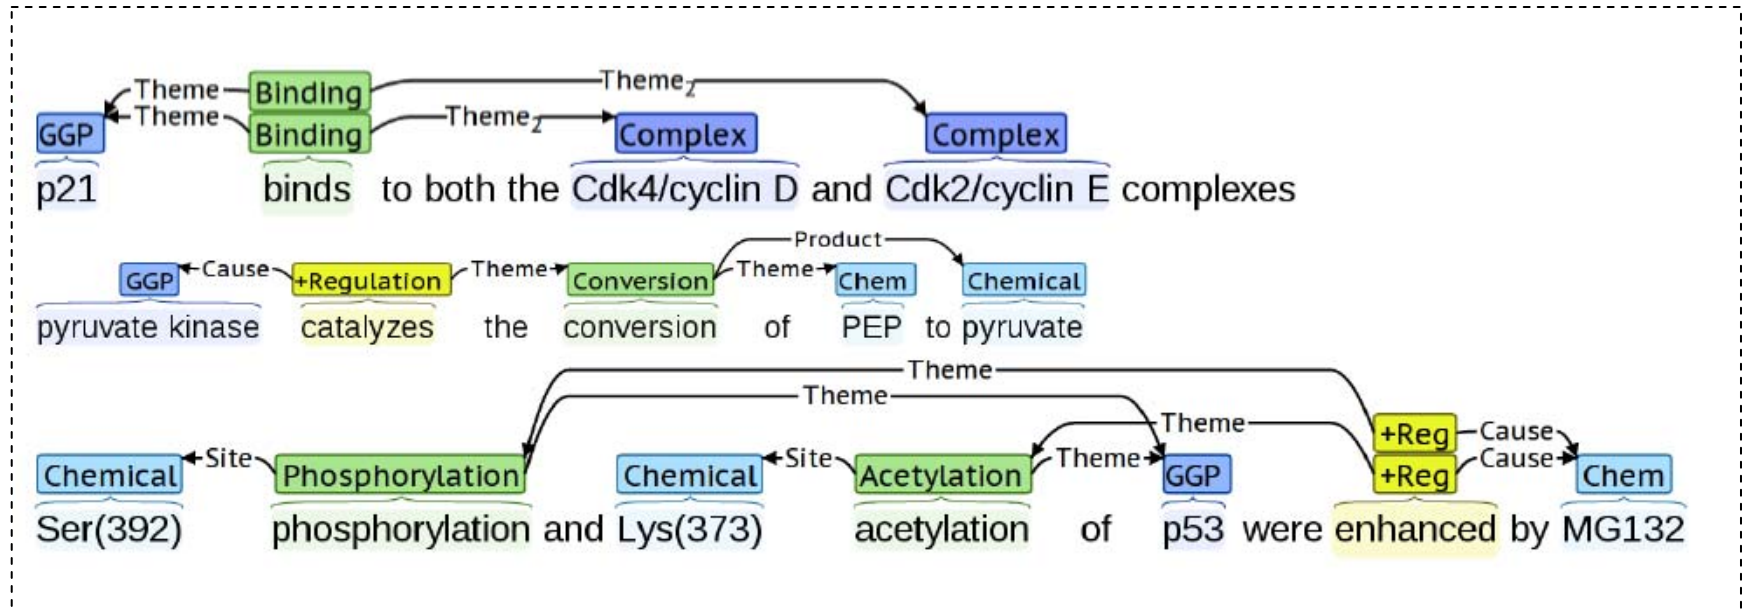 Theme Binding Theme2
GGP Theme Binding Theme2 Complex Complex
p21 binds to both the Cdk4/cyclin D and Cdk2/cyclin E complexes
Product
GGP Cause +Regulation Theme Conversion Theme Chem Chemical
pyruvate kinase catalyzes the conversion of PEP to pyruvate
Theme
Theme
Theme +Reg Cause
Chemical Site Phosphorylation Chemical Site Acetylation Theme GGP +Reg Cause Chem
Ser(392) phosphorylation and Lys(373) acetylation of p53 were enhanced by MG132